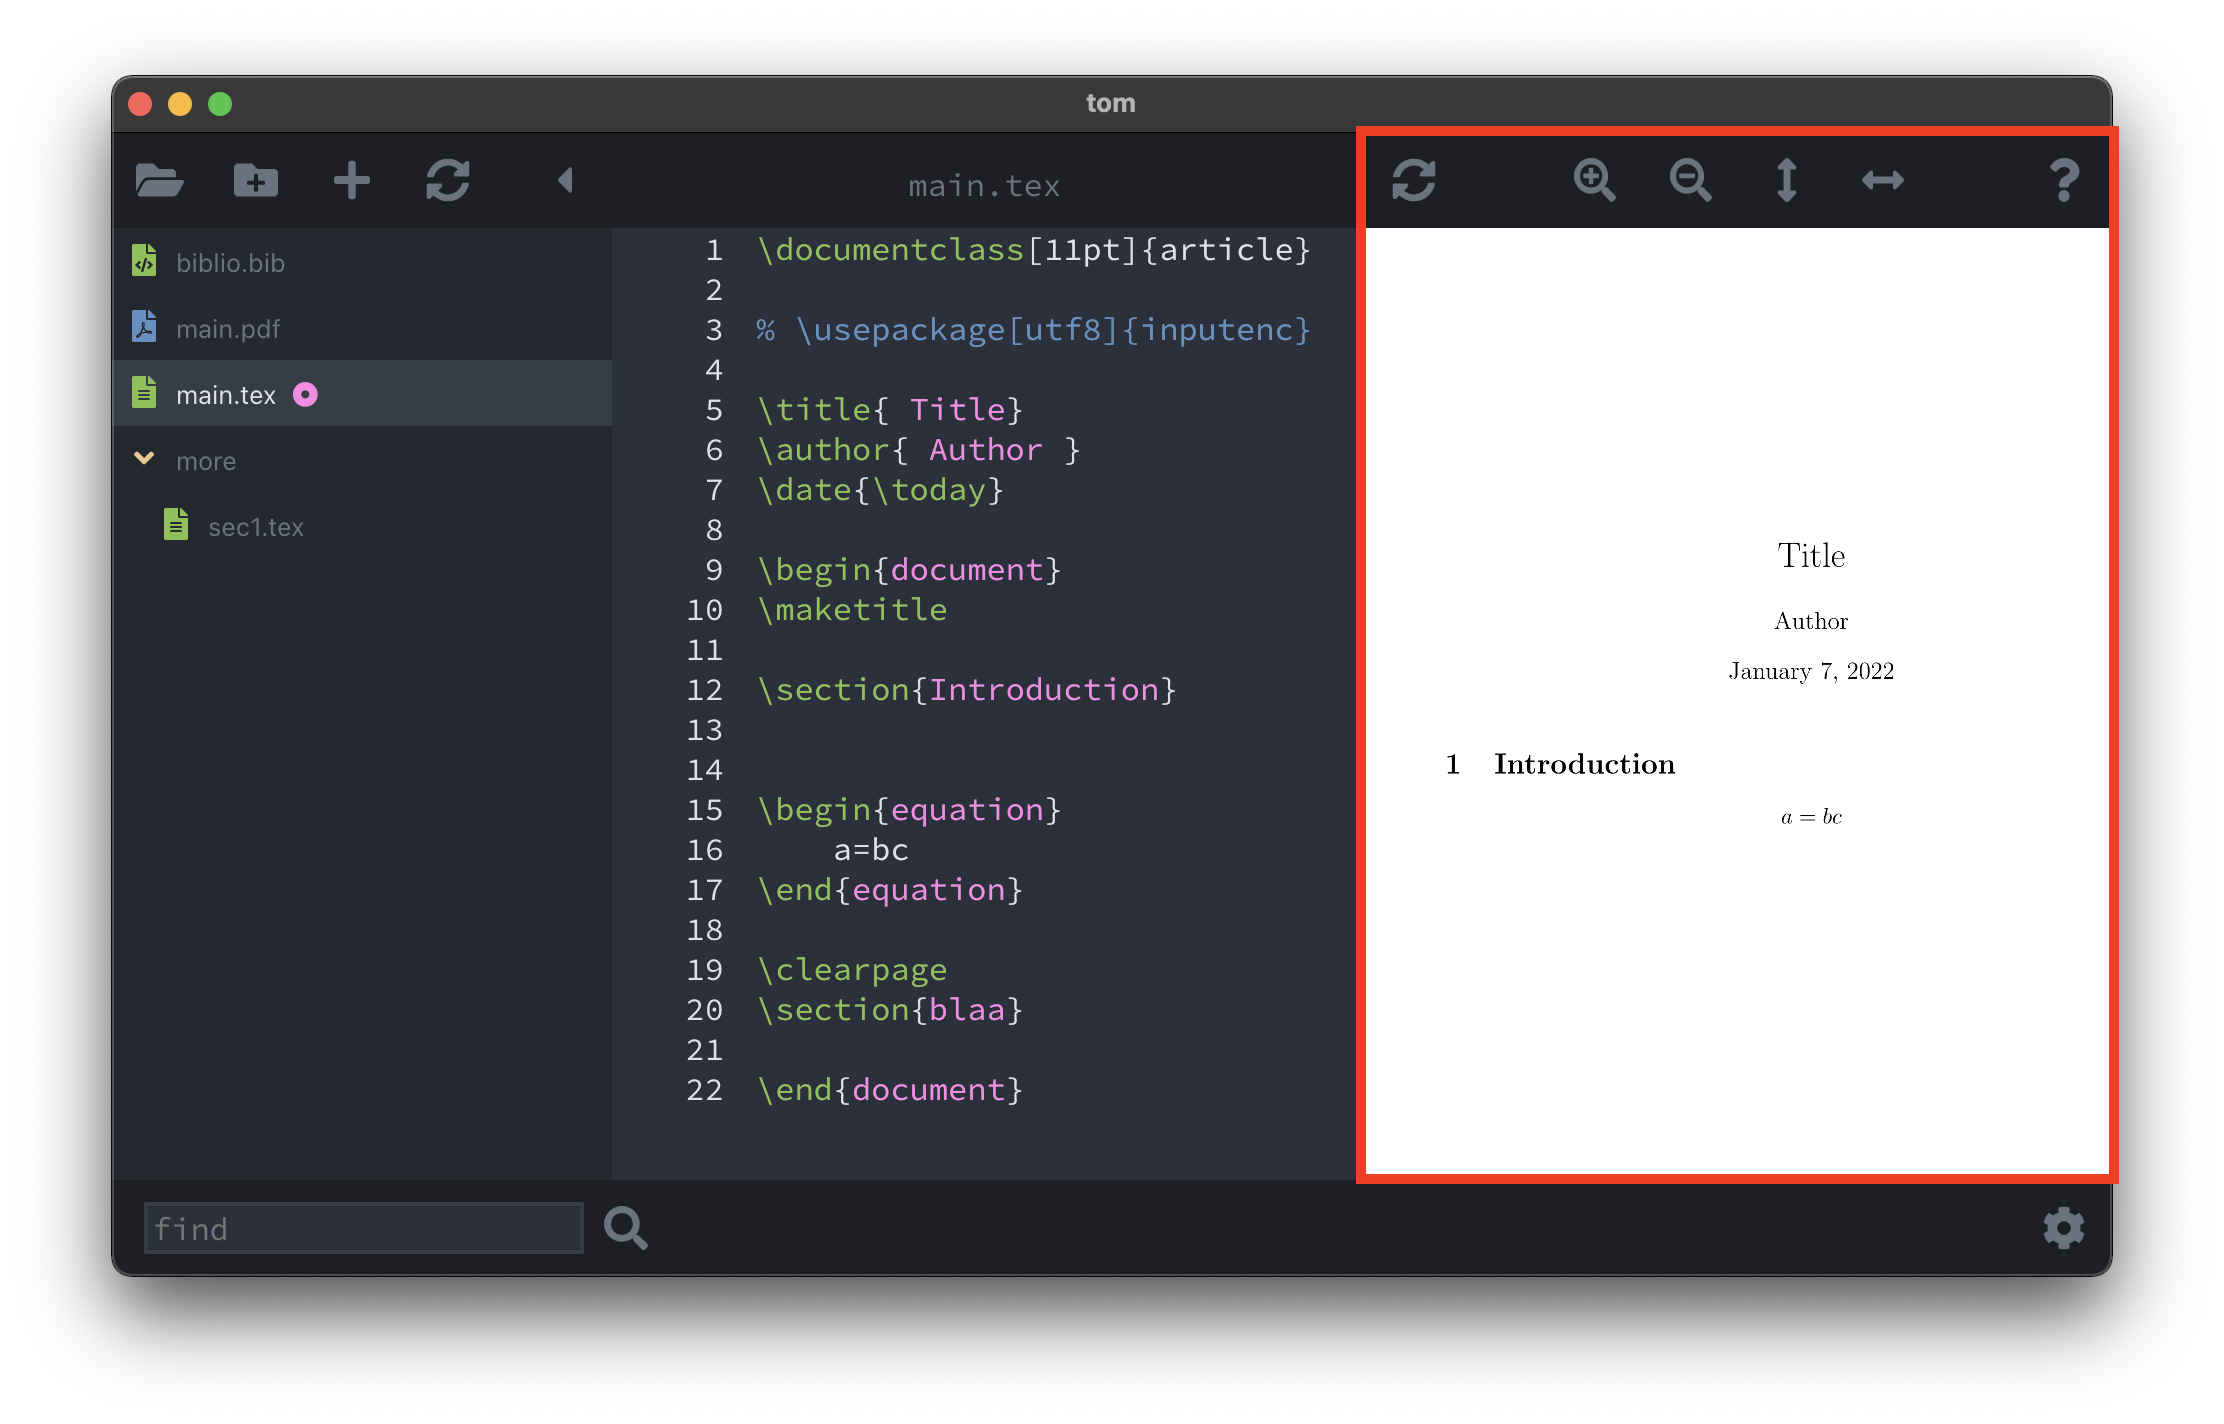 tom
main.tex
biblio.bib
main.pdf
main.tex
more
sec1.tex
1 \documentclass[11pt]{article}
2
3 % \usepackage[utf8]{inputenc}
4
5 \title{ Title}
6 \author{ Author }
7 \date{\today}
8
9 \begin{document}
10 \maketitle
11
12 \section{Introduction}
13
14
15 \begin{equation}
16     a=bc
17 \end{equation}
18
19 \clearpage
20 \section{blaa}
21
22 \end{document}
Title
Author
January 7, 2022
1 Introduction
a = bc
find